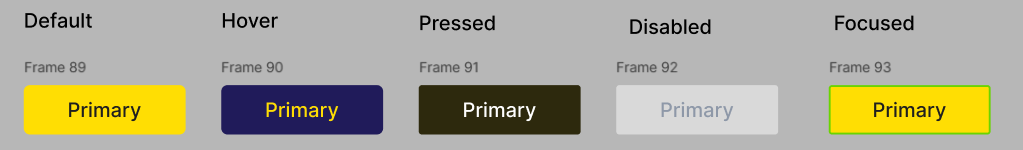 Default Hover Pressed Disabled Focused
Frame 89 Frame 90 Frame 91 Frame 92 Frame 93
Primary Primary Primary Primary Primary